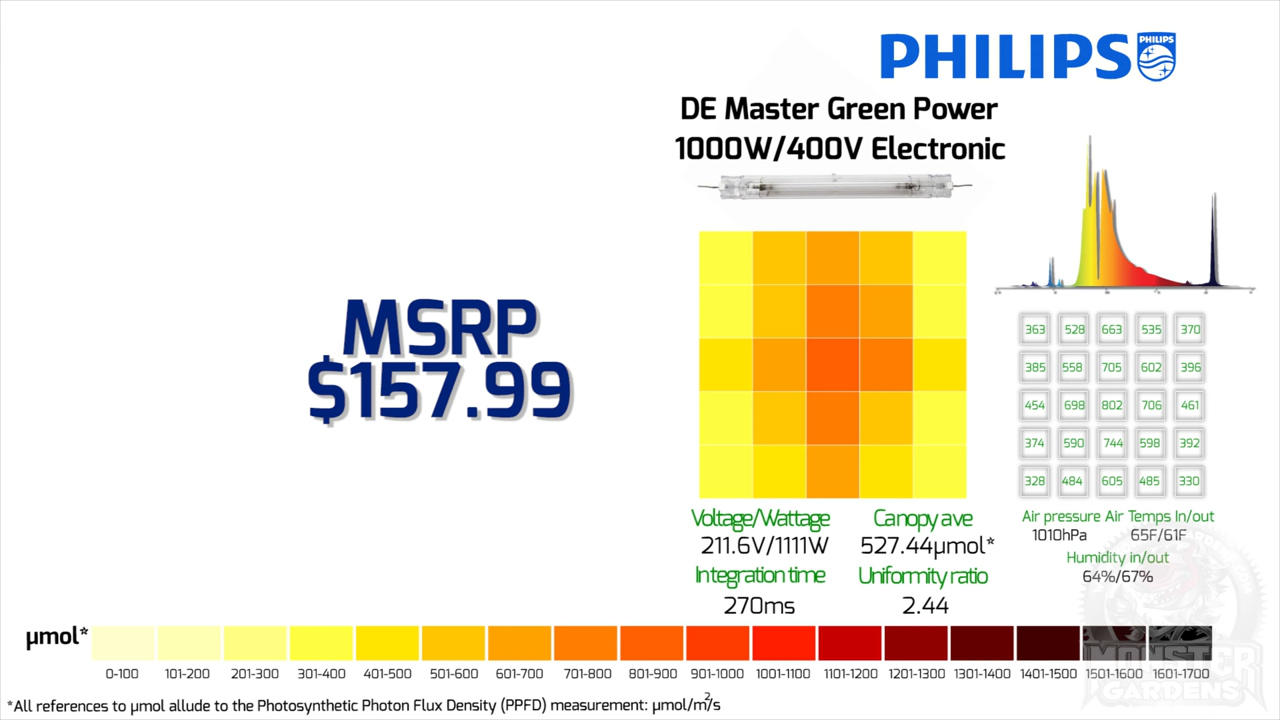 PHILIPS
PHILIPS
DE Master Green Power
1000W/400V Electronic
MSRP
$157.99
363 528 663 535 370
385 558 705 602 396
454 698 802 706 461
374 590 744 598 392
328 484 605 485 330
Voltage/Wattage
211.6V/1111W
Canopy ave
527.44µmol*
Integration time
270ms
Uniformity ratio
2.44
Air pressure Air Temps In/out
1010hPa 65F/61F
Humidity in/out
64%/67%
µmol*
0-100 101-200 201-300 301-400 401-500 501-600 601-700 701-800 801-900 901-1000 1001-1100 1101-1200 1201-1300 1301-1400 1401-1500 1501-1600 1601-1700
MONSTER
GARDENS
*All references to µmol allude to the Photosynthetic Photon Flux Density (PPFD) measurement: µmol/m²/s